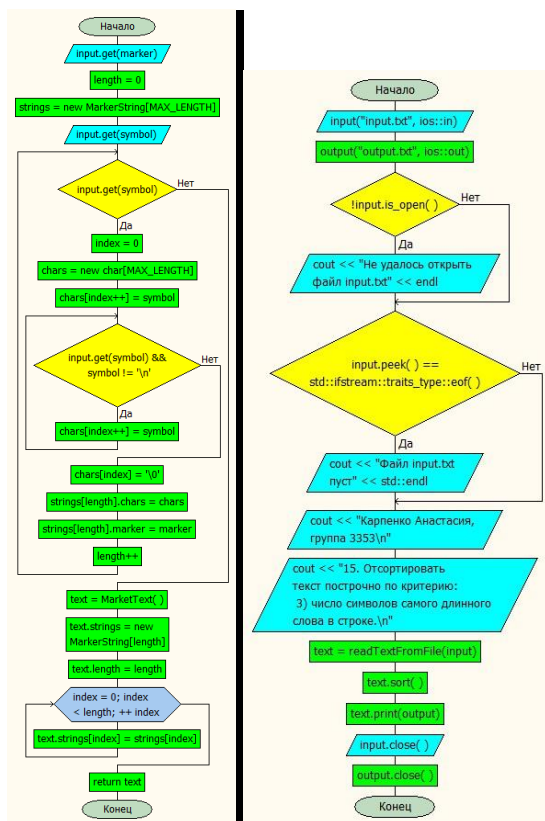 Начало
input.get(marker)
length = 0
strings = new MarkerString[MAX_LENGTH]
input.get(symbol)
input.get(symbol)
Нет
Да
index = 0
chars = new char[MAX_LENGTH]
chars[index++] = symbol
input.get(symbol) &&
symbol != '\n'
Нет
Да
chars[index++] = symbol
chars[index] = '\0'
strings[length].chars = chars
strings[length].marker = marker
length++
text = MarketText( )
text.strings = new
MarkerString[length]
text.length = length
index = 0; index
< length; ++ index
text.strings[index] = strings[index]
return text
Конец
Начало
input("input.txt", ios::in)
output("output.txt", ios::out)
!input.is_open( )
Нет
Да
cout << "Не удалось открыть
файл input.txt" << endl
input.peek( ) ==
std::ifstream::traits_type::eof( )
Нет
Да
cout << "Файл input.txt
пуст" << std::endl
cout << "Карпенко Анастасия,
группа 3353\n"
cout << "15. Отсортировать
текст построчно по критерию:
3) число символов самого длинного
слова в строке.\n"
text = readTextFromFile(input)
text.sort( )
text.print(output)
input.close( )
output.close( )
Конец